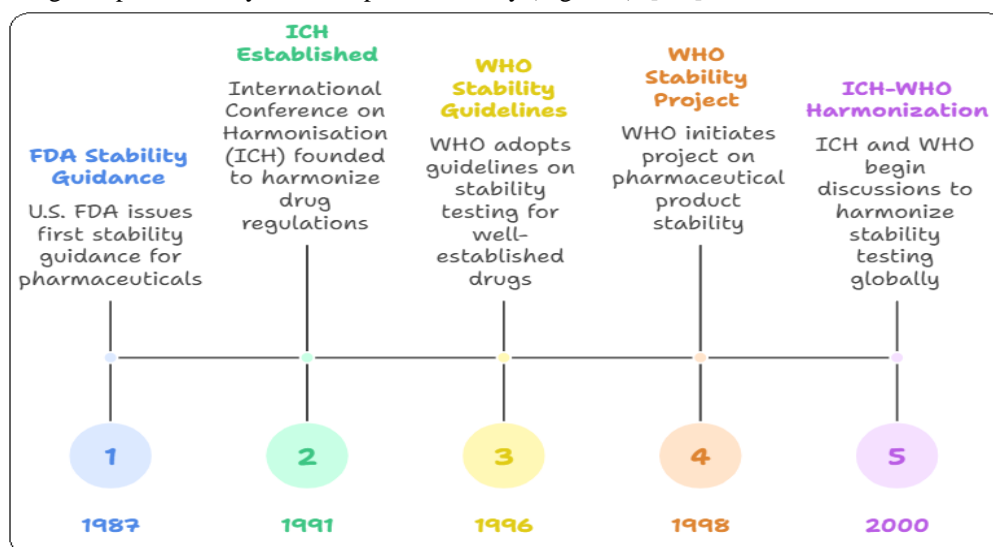 FDA Stability
Guidance
U.S. FDA issues
first stability
guidance for
pharmaceuticals
ICH
Established
International
Conference on
Harmonisation
(ICH) founded
to harmonize
drug
regulations
WHO
Stability
Guidelines
WHO adopts
guidelines on
stability
testing for
well-
established
drugs
WHO
Stability
Project
WHO initiates
project on
pharmaceutical
product
stability
ICH-WHO
Harmonization
ICH and WHO
begin
discussions to
harmonize
stability
testing
globally
1
2
3
4
5
1987
1991
1996
1998
2000